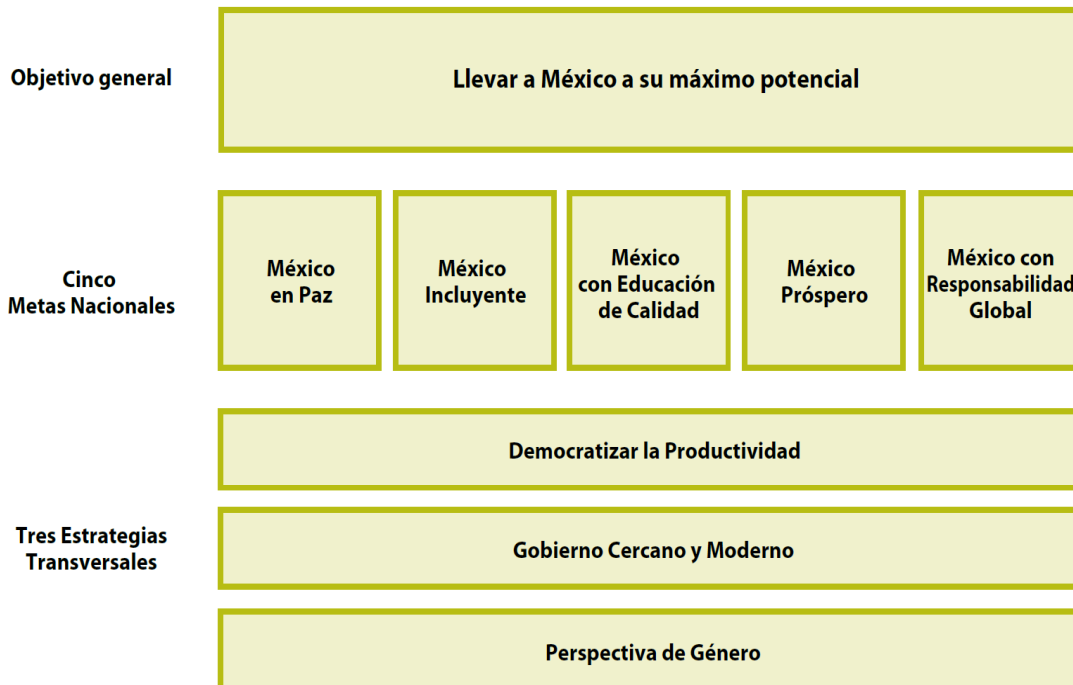 Objetivo general
Llevar a México a su máximo potencial
Cinco
Metas Nacionales
México
en Paz
México
Incluyente
México
con Educación
de Calidad
México
Próspero
México con
Responsabilidad
Global
Tres Estrategias
Transversales
Democratizar la Productividad
Gobierno Cercano y Moderno
Perspectiva de Género